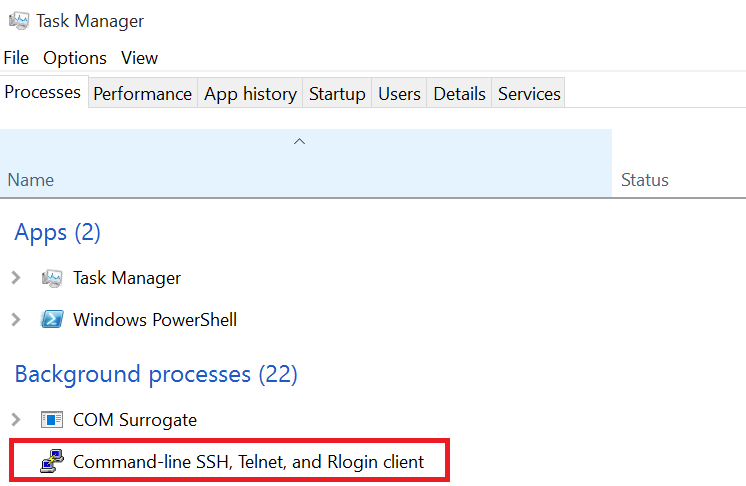 Task Manager
File Options View
Processes Performance App history Startup Users Details Services
Name Status
Apps (2)
Task Manager
Windows PowerShell
Background processes (22)
COM Surrogate
Command-line SSH, Telnet, and Rlogin client